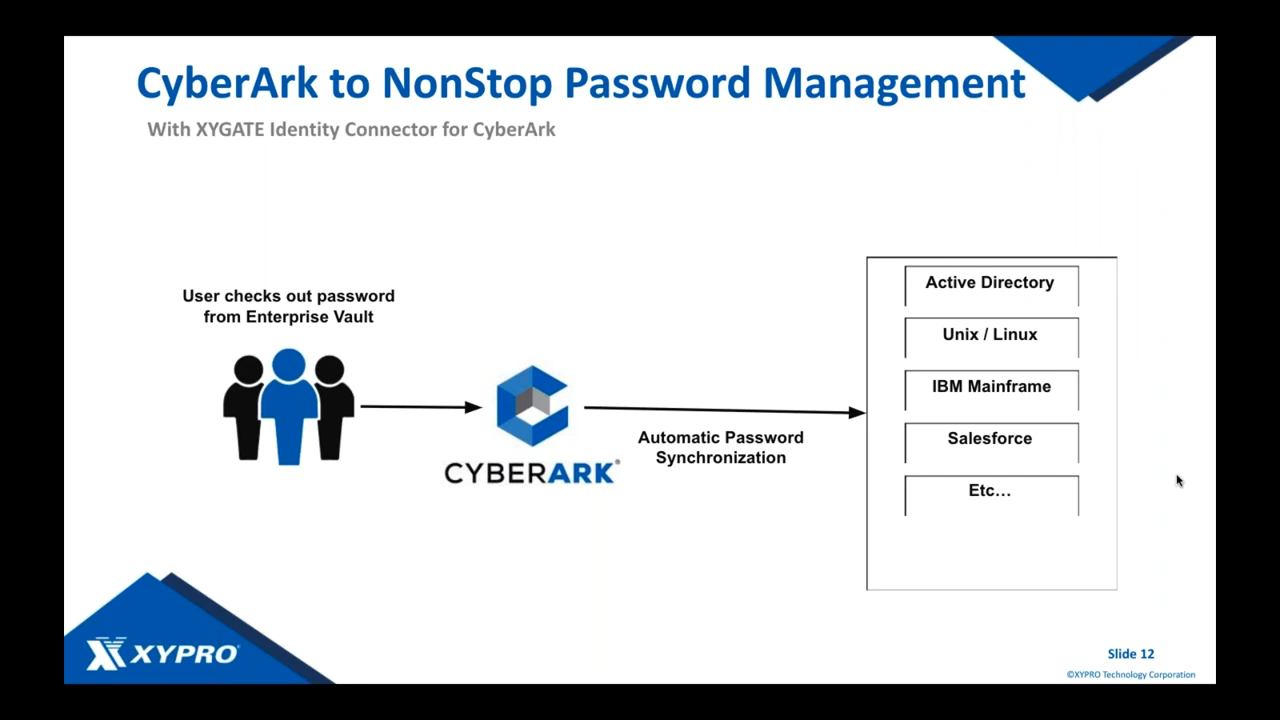 CyberArk to NonStop Password Management
With XYGATE Identity Connector for CyberArk
User checks out password
from Enterprise Vault
CYBERARK®
Automatic Password
Synchronization
Active Directory
Unix / Linux
IBM Mainframe
Salesforce
Etc…
XYPRO
Slide 12
©XYPRO Technology Corporation